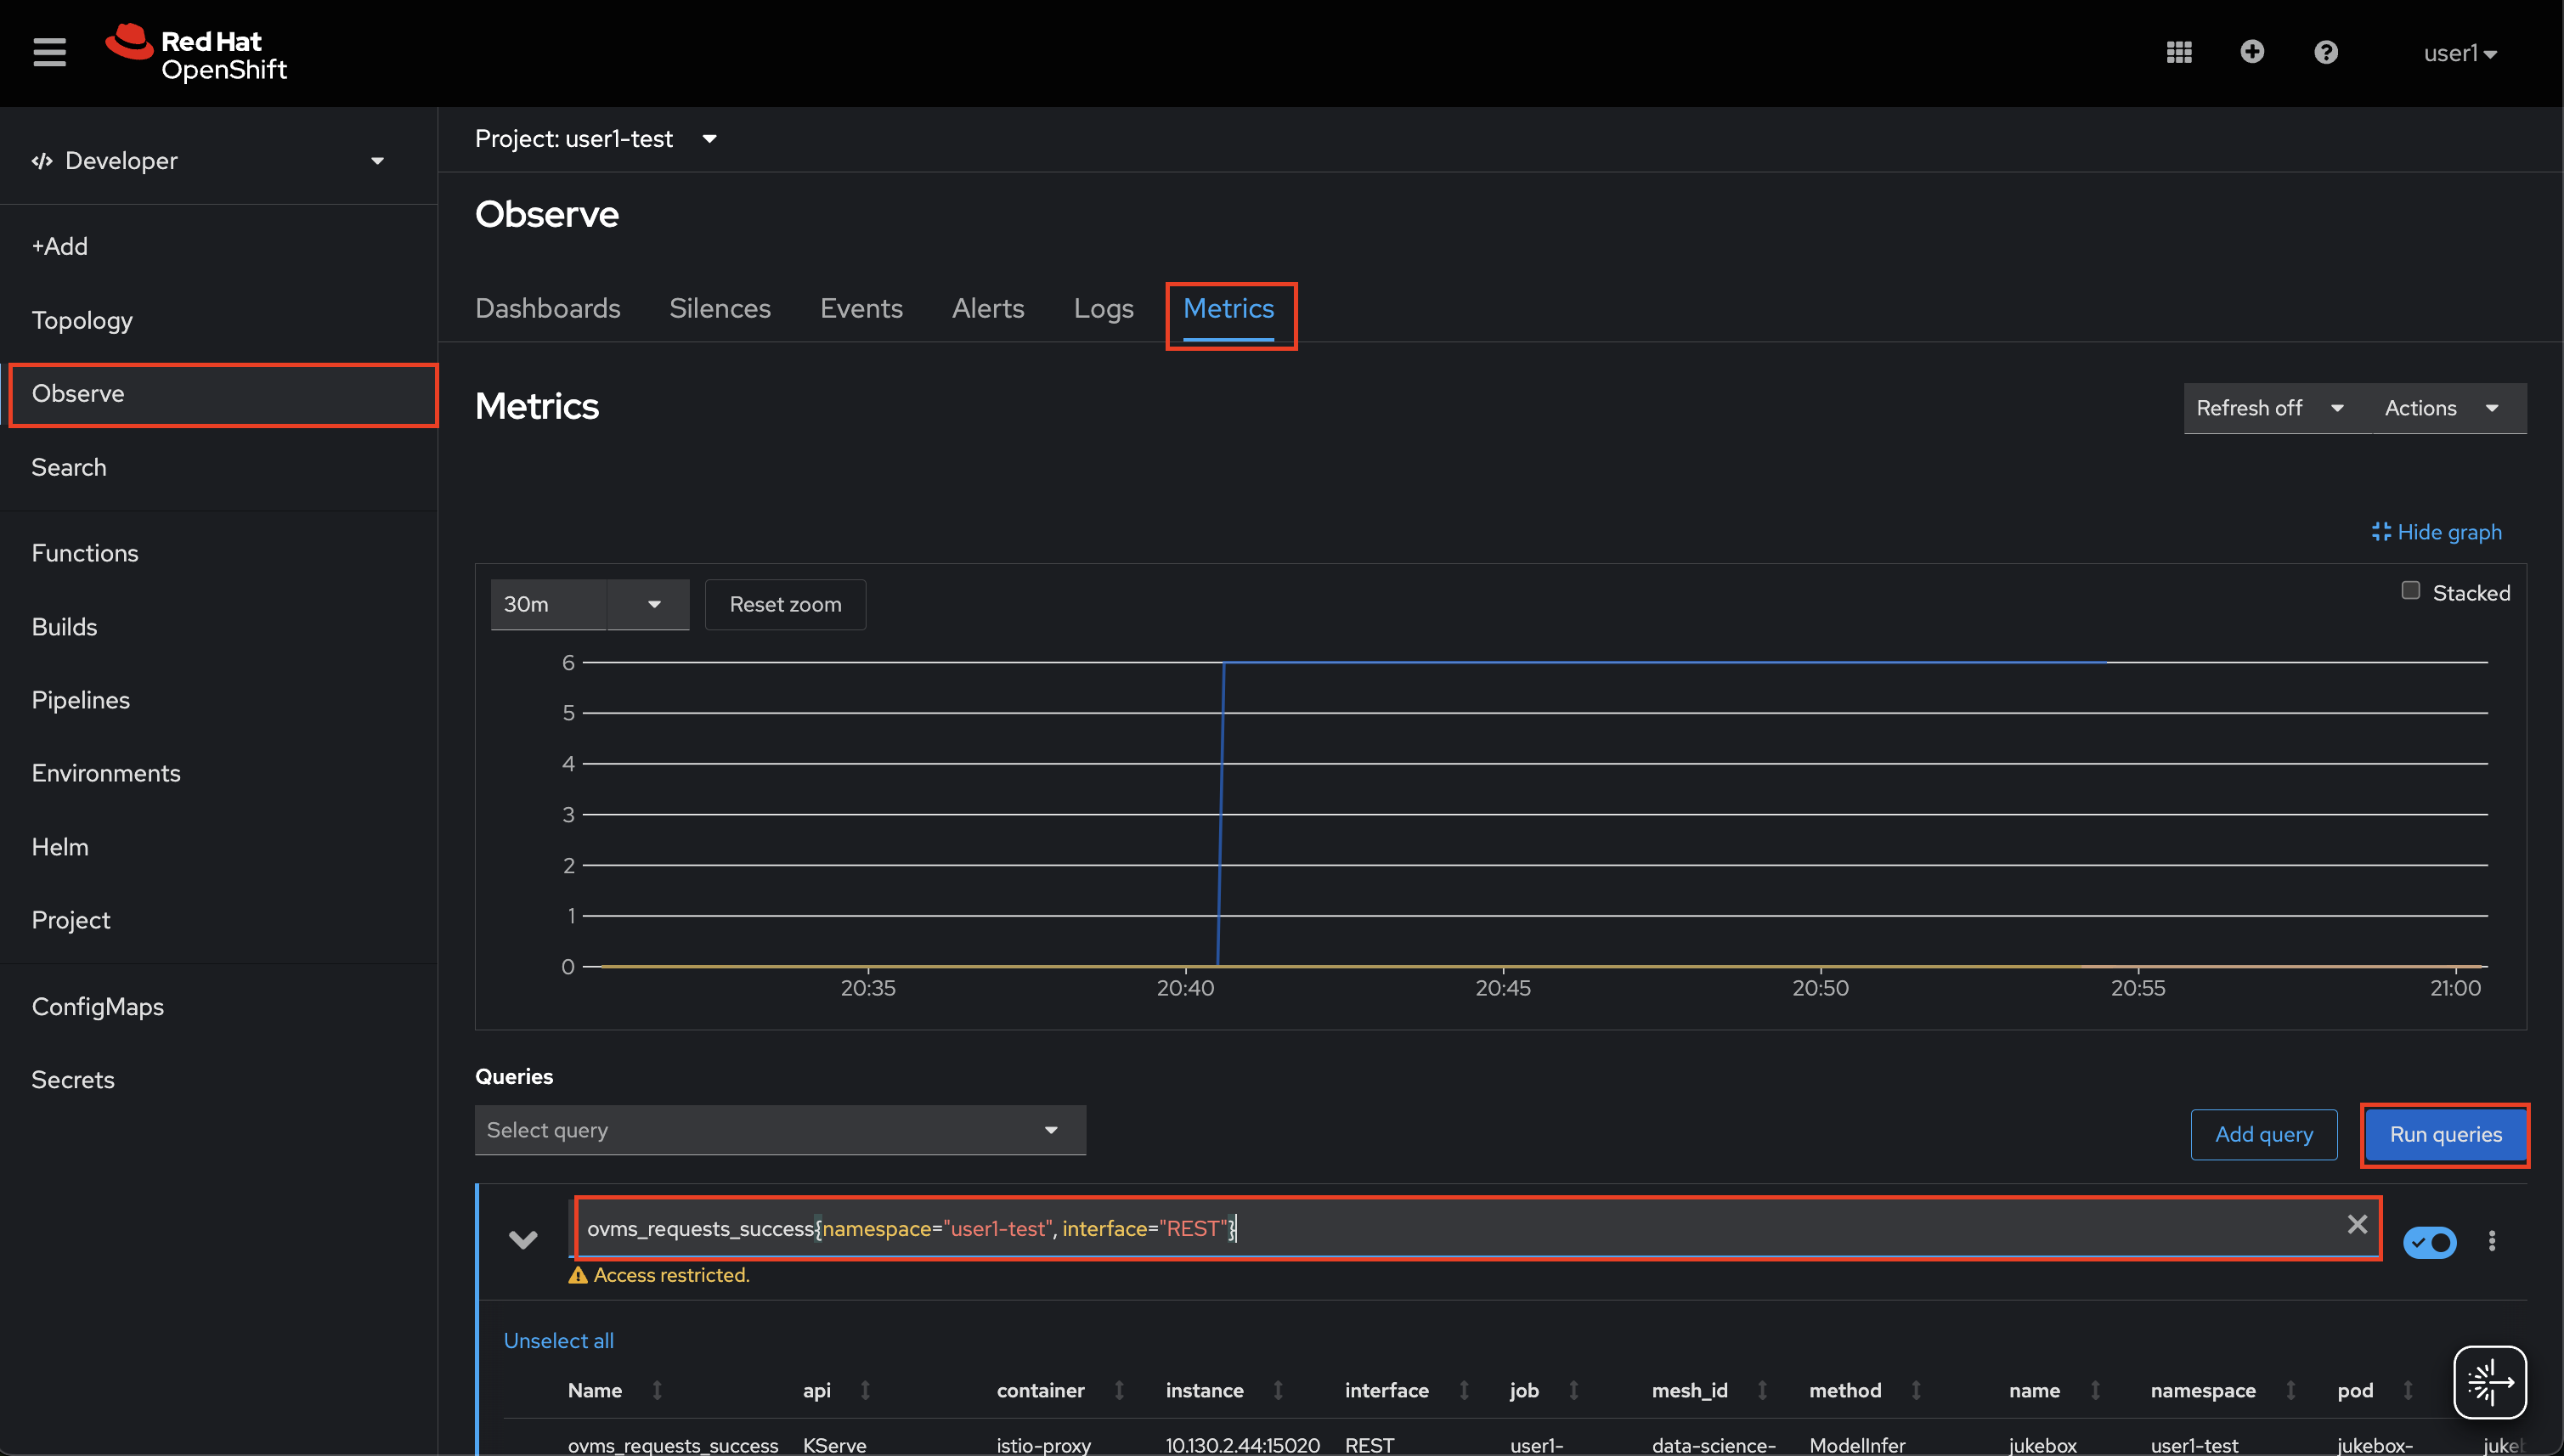 Red Hat
OpenShift
user1
Developer
+Add
Topology
Observe
Search
Functions
Builds
Pipelines
Environments
Helm
Project
ConfigMaps
Secrets
Project: user1-test
Observe
Dashboards Silences Events Alerts Logs Metrics
Metrics
Refresh off Actions
Hide graph
30m Reset zoom
Stacked
6
5
4
3
2
1
0
20:35 20:40 20:45 20:50 20:55 21:00
Queries
Select query
Add query Run queries
ovms_requests_success{namespace="user1-test", interface="REST"}
Access restricted.
Unselect all
Name api container instance interface job mesh_id method name namespace pod
ovms_requests_success KServe istio-proxy 10.130.2.44:15020 REST user1- data-science- ModelInfer jukebox user1-test jukebox-